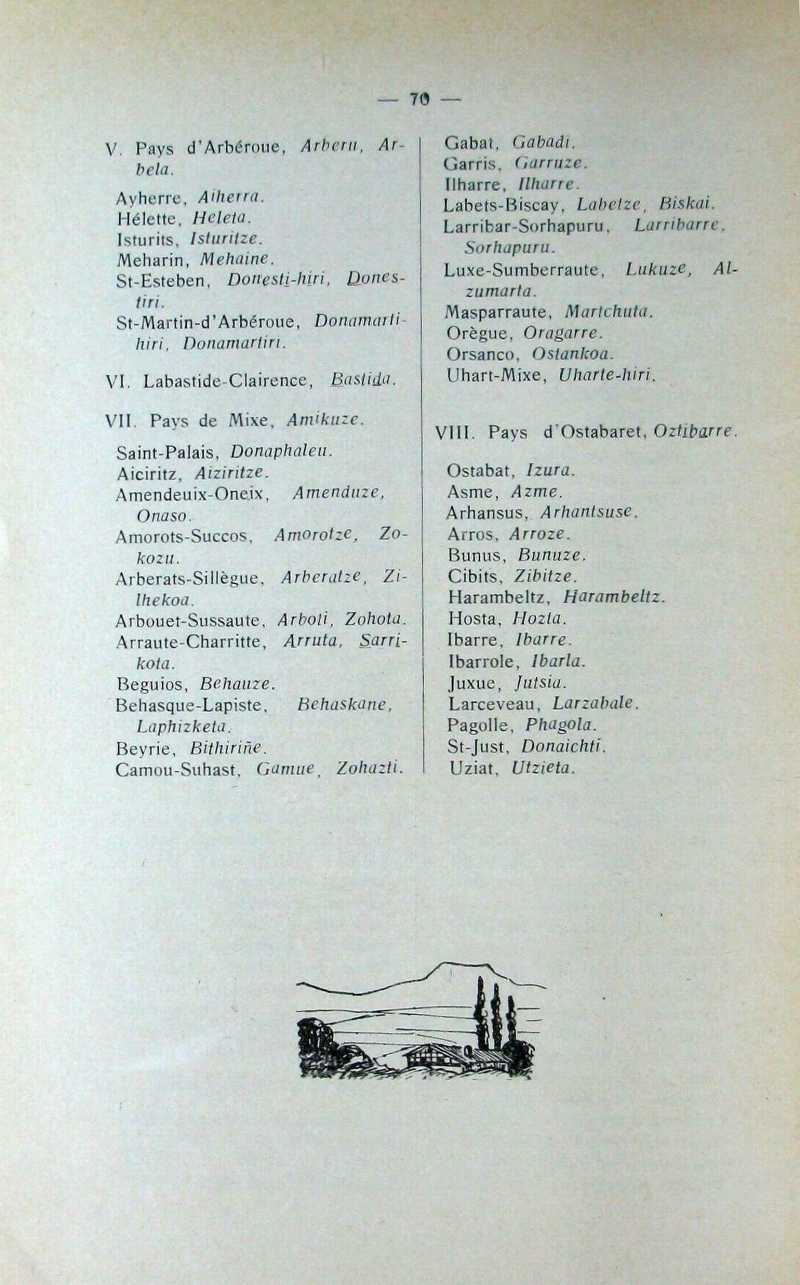 — 70 —
V. Pays d'Arbéroue, Arberu, Ar-
bela.
Ayherre, Aiherra.
Hélette, Heleta.
Isturits, Isturitze.
Meharin, Mehaine.
St-Esteben, Donesti-hiri, Dones-
tiri.
St-Martin-d'Arbéroue, Donamarti-
hiri, Donamartiri.
VI. Labastide-Clairence, Bastida.
VII. Pays de Mixe, Amikuze.
Saint-Palais, Donaphaleu.
Aiciritz, Aiziritze.
Amendeuix-Oneix, Amenduze,
Onaso.
Amorots-Succos, Amorotze, Zo-
kozu.
Arberats-Sillègue, Arberatze, Zi-
lhekoa.
Arbouet-Sussaute, Arboti, Zohota.
Arraute-Charritte, Arruta, Sarri-
kota.
Beguios, Behauze.
Behasque-Lapiste, Behaskane,
Laphizketa.
Beyrie, Bithiriñe.
Camou-Suhast, Gamue, Zohazti.
Gabat, Gabadi.
Garris, Garruze.
Ilharre, Ilharre.
Labets-Biscay, Labetze, Biskai.
Larribar-Sorhapuru, Larribarre,
Sorhapuru.
Luxe-Sumberraute, Lukuze, Al-
zumarta.
Masparraute, Martchuta.
Orègue, Oragarre.
Orsanco, Ostankoa.
Uhart-Mixe, Uharte-hiri.
VIII. Pays d'Ostabaret, Oztibarre.
Ostabat, Izura.
Asme, Azme.
Arhansus, Arhantsuse.
Arros, Arroze.
Bunus, Bunuze.
Cibits, Zibitze.
Harambeltz, Harambeltz.
Hosta, Hozta.
Ibarre, Ibarre.
Ibarrole, Ibarla.
Juxue, Jutsia.
Larceveau, Larzabale.
Pagolle, Phagola.
St-Just, Donaichti.
Uziat, Utzieta.